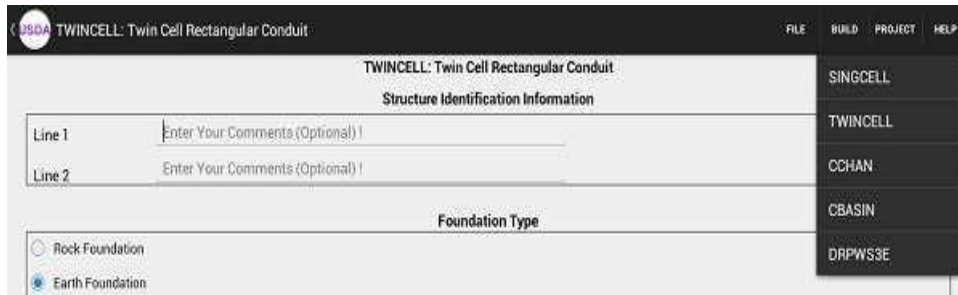 USDA TWINCELL: Twin Cell Rectangular Conduit FILE BUILD PROJECT HELP
TWINCELL: Twin Cell Rectangular Conduit
SINGCELL
Structure Identification Information
TWINCELL
Line 1 Enter Your Comments (Optional) !
CCHAN
Line 2 Enter Your Comments (Optional) !
CBASIN
Foundation Type
Rock Foundation
DRPWS3E
Earth Foundation